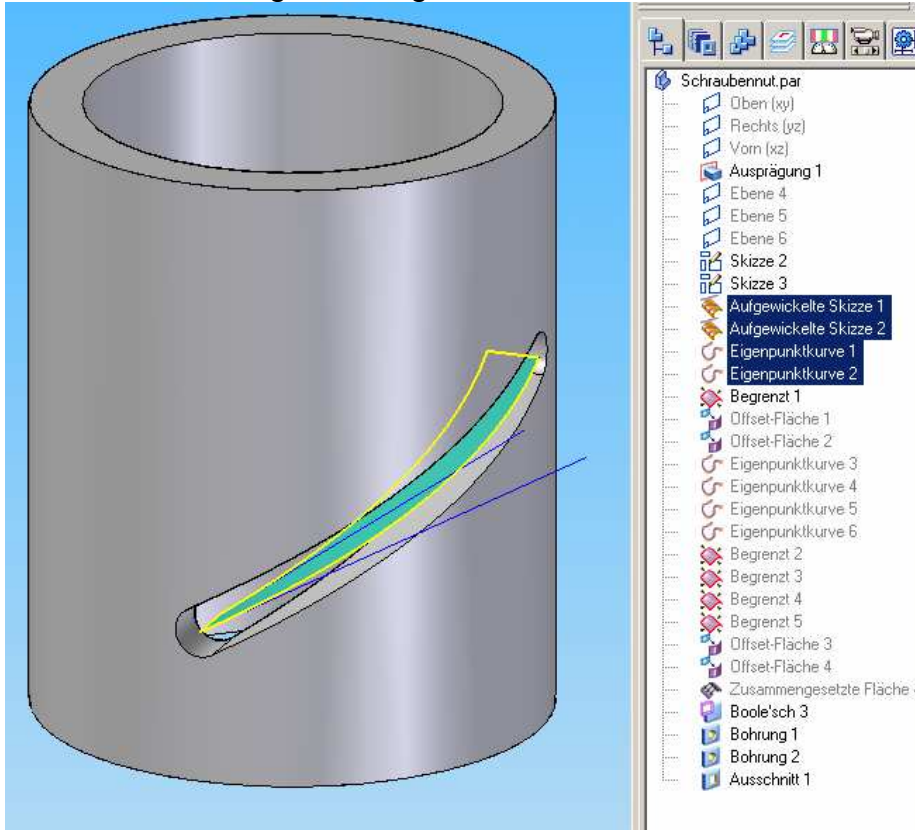 Schraubennut.par
Oben (xy)
Rechts (yz)
Vorn (xz)
Ausprägung 1
Ebene 4
Ebene 5
Ebene 6
Skizze 2
Skizze 3
Aufgewickelte Skizze 1
Aufgewickelte Skizze 2
Eigenpunktkurve 1
Eigenpunktkurve 2
Begrenzt 1
Offset-Fläche 1
Offset-Fläche 2
Eigenpunktkurve 3
Eigenpunktkurve 4
Eigenpunktkurve 5
Eigenpunktkurve 6
Begrenzt 2
Begrenzt 3
Begrenzt 4
Begrenzt 5
Offset-Fläche 3
Offset-Fläche 4
Zusammengesetzte Fläche
Boole'sch 3
Bohrung 1
Bohrung 2
Ausschnitt 1